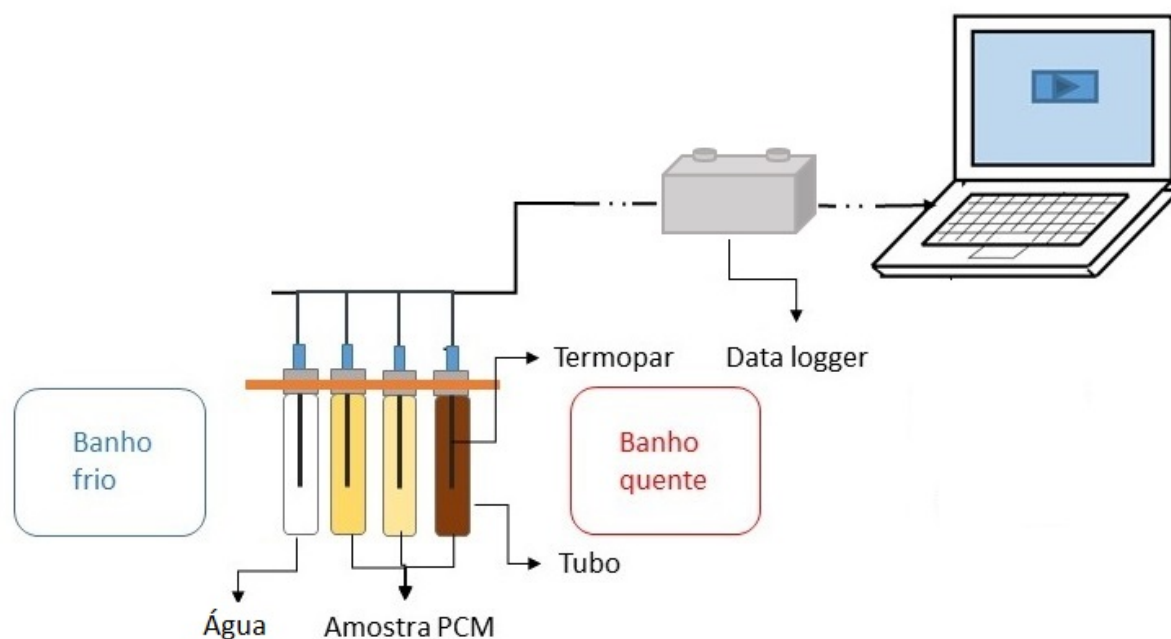 Termopar
Data logger
Banho
frio
Banho
quente
Tubo
Água
Amostra PCM